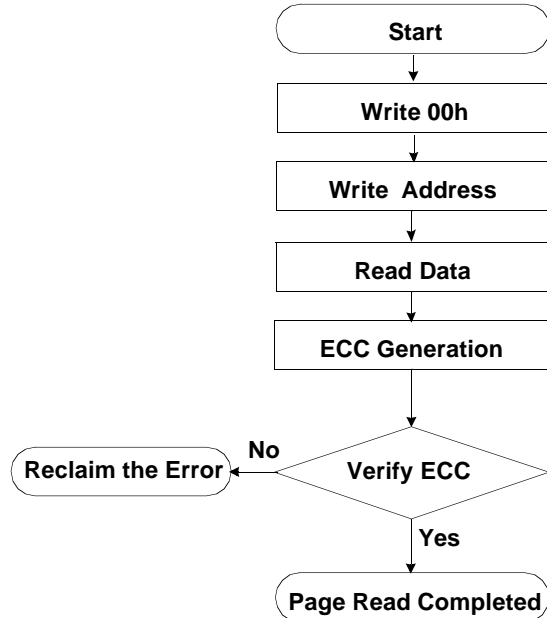 Start
Write 00h
Write Address
Read Data
ECC Generation
No
Reclaim the Error
Verify ECC
Yes
Page Read Completed